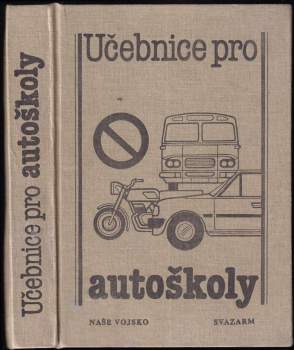 Učebnice pro autoškoly
Učebnice pro
autoškoly
NAŠE VOJSKO
SVAZARM